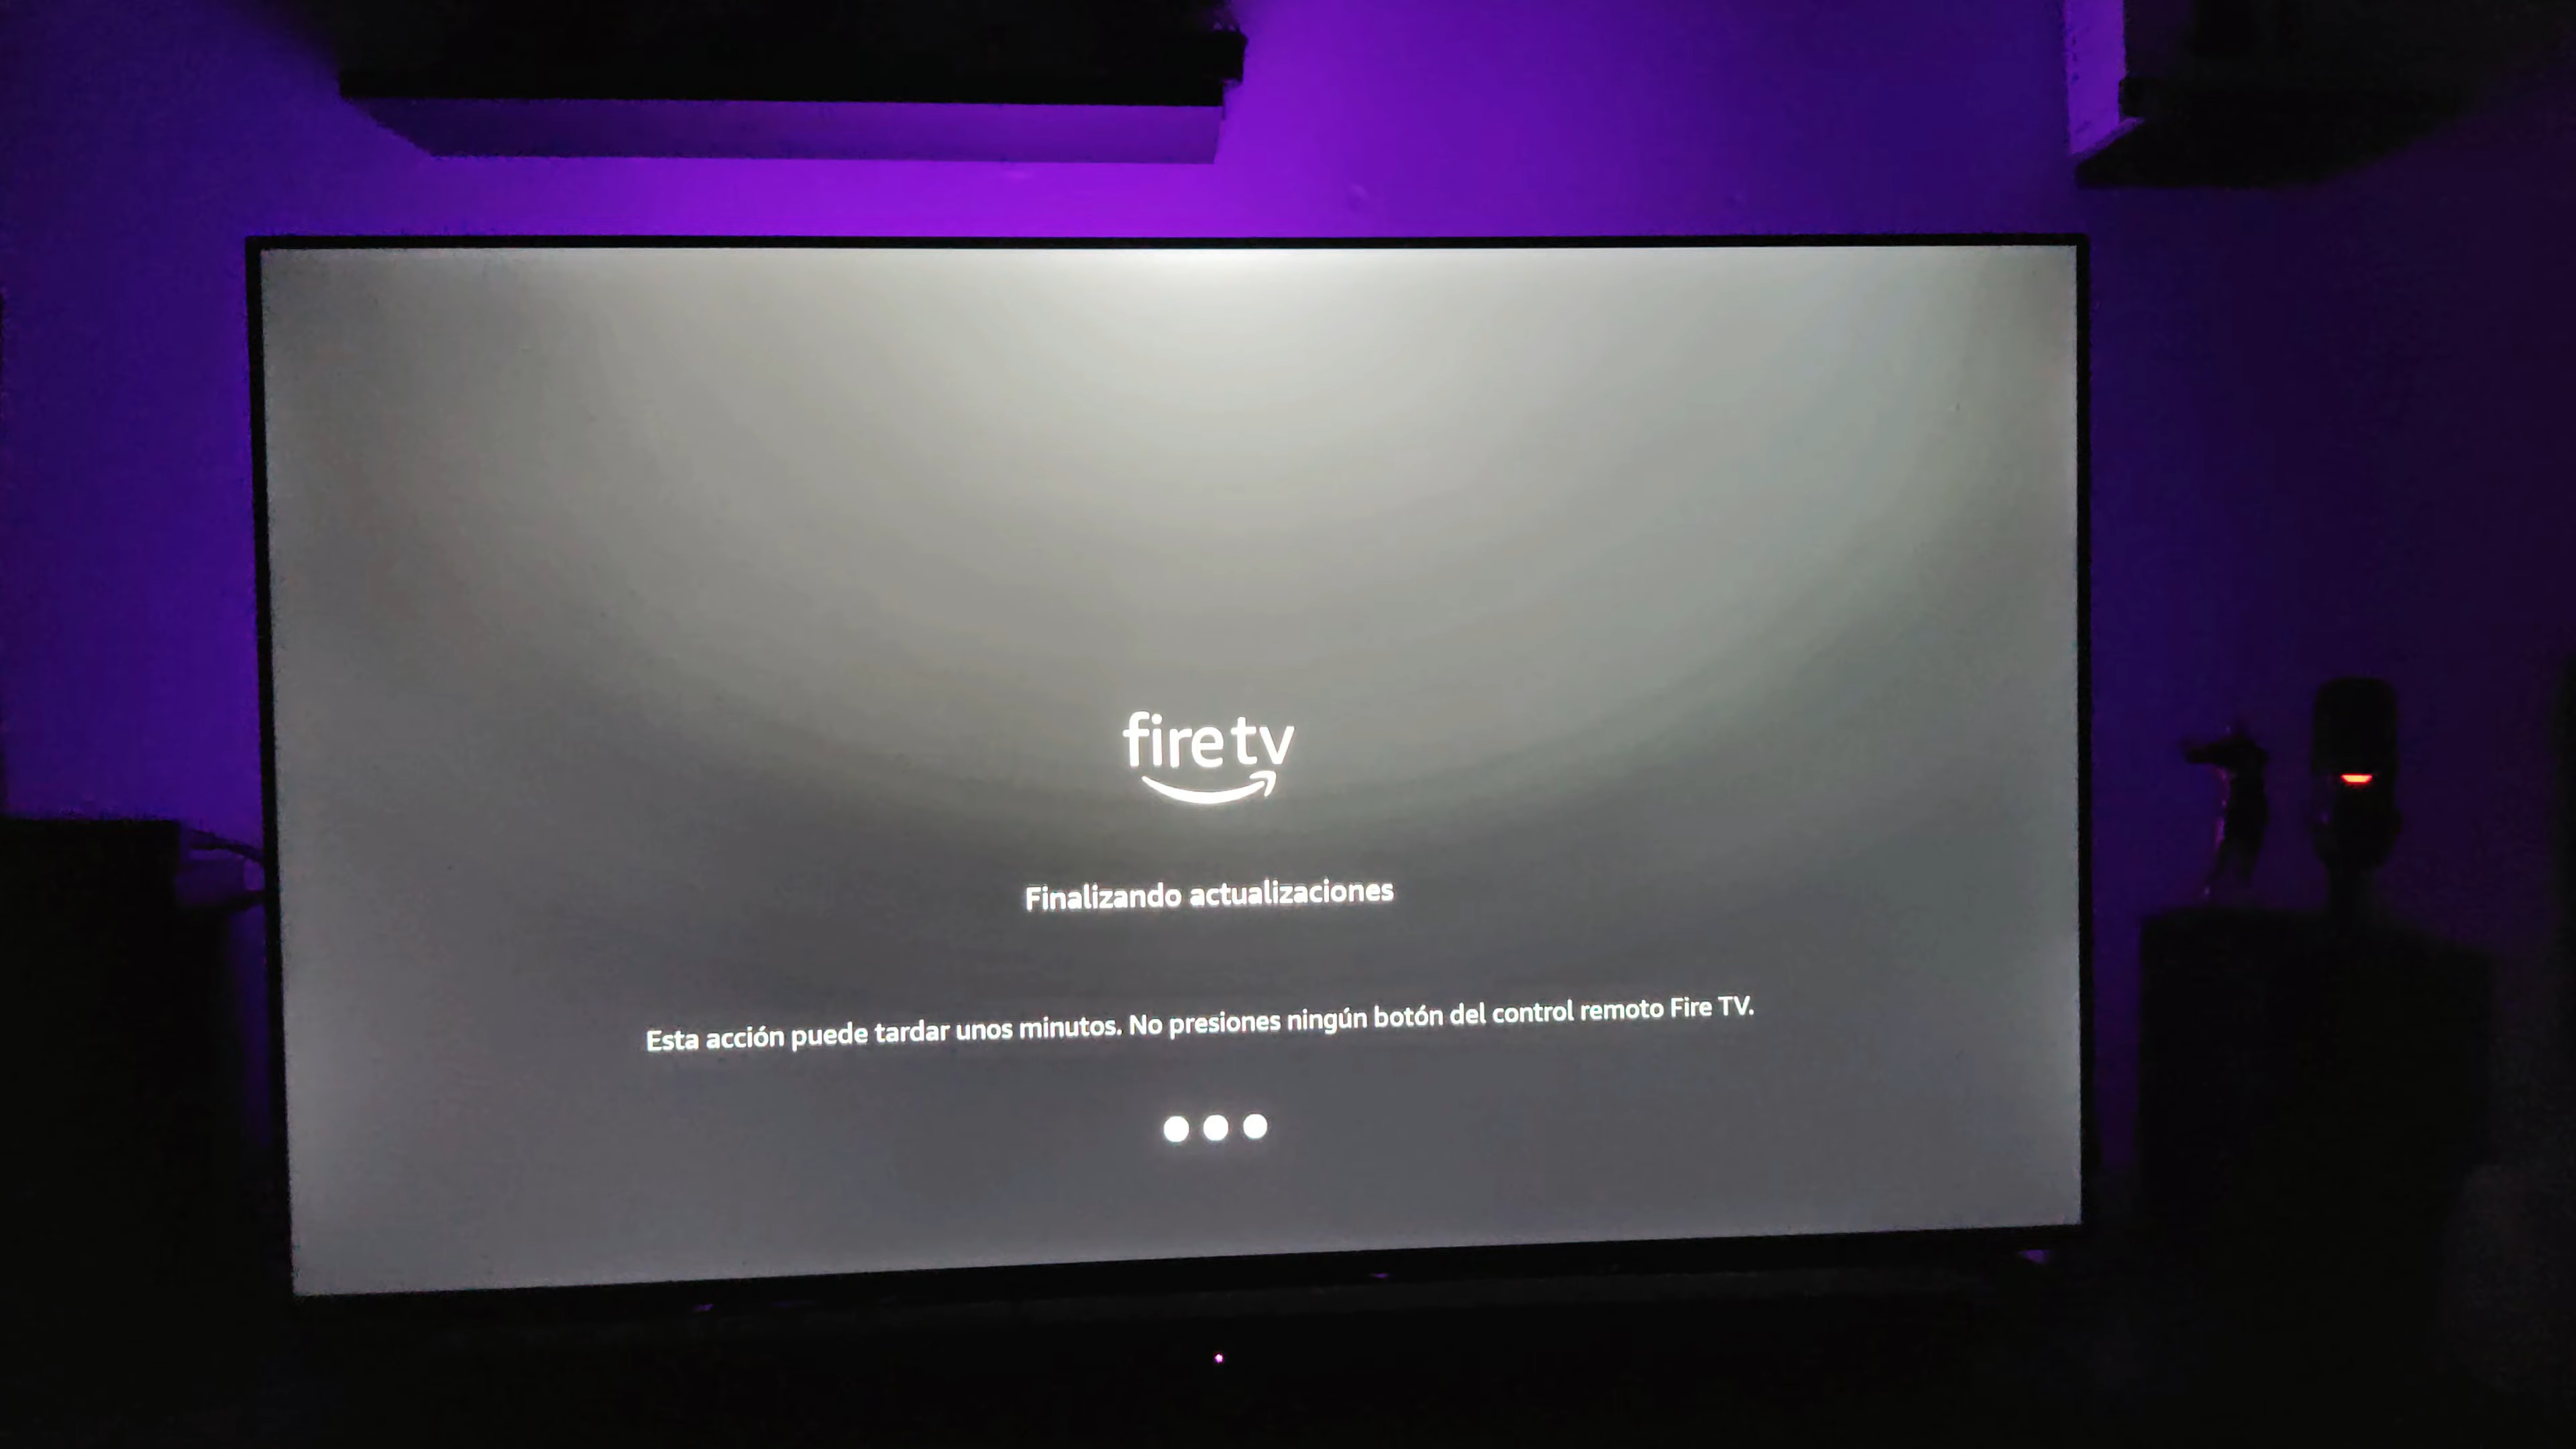 fire tv
Finalizando actualizaciones
Esta acción puede tardar unos minutos. No presiones ningún botón del control remoto Fire TV.